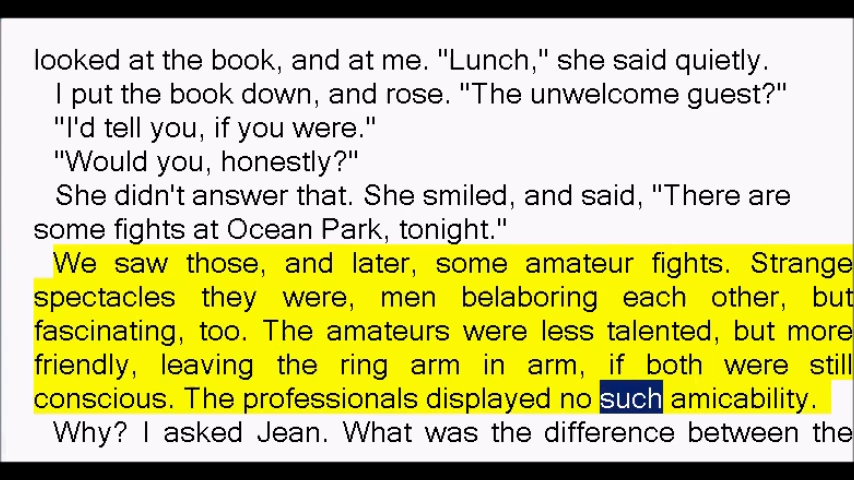 looked at the book, and at me. "Lunch," she said quietly.
I put the book down, and rose. "The unwelcome guest?"
"I'd tell you, if you were."
"Would you, honestly?"
She didn't answer that. She smiled, and said, "There are
some fights at Ocean Park, tonight."
We saw those, and later, some amateur fights. Strange
spectacles they were, men belaboring each other, but
fascinating, too. The amateurs were less talented, but more
friendly, leaving the ring arm in arm, if both were still
conscious. The professionals displayed no such amicability.
Why? I asked Jean. What was the difference between the